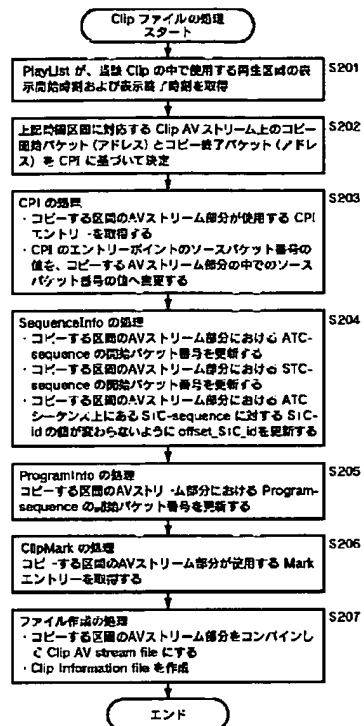 Clip ファイルの処理
スタート
S201
PlayList が、当該 Clip の中で使用する再生区間の表
示開始時刻および表示終了時刻を取得
S202
上記時間区間に対応する Clip AV ストリーム上のコピー
開始パケット (アドレス) とコピー終了パケット (アドレ
ス) を CPI に基づいて決定
S203
CPI の処理
・コピーする区間のAVストリーム部分が使用する CPI
エントリーを取得する
・CPI のエントリーポイントのソースパケット番号の
値を、コピーする AV ストリーム部分の中でのソース
パケット番号の値へ変更する
S204
SequenceInfo の処理
・コピーする区間のAVストリーム部分における ATC-
sequence の開始パケット番号を更新する
・コピーする区間のAVストリーム部分における STC-
sequence の開始パケット番号を更新する
・コピーする区間のAVストリーム部分における ATC
シーケンス上にある STC-sequence に対する STC-
id の値が変わらないように offset_STC_idを更新する
S205
ProgramInfo の処理
コピーする区間のAVストリーム部分における Program-
sequence の開始パケット番号を更新する
S206
ClipMark の処理
コピーする区間のAVストリーム部分が使用する Mark
エントリーを取得する
S207
ファイル作成の処理
・コピーする区間のAVストリーム部分をコンバインし
て Clip AV stream file にする
・Clip Information file を作成
エンド